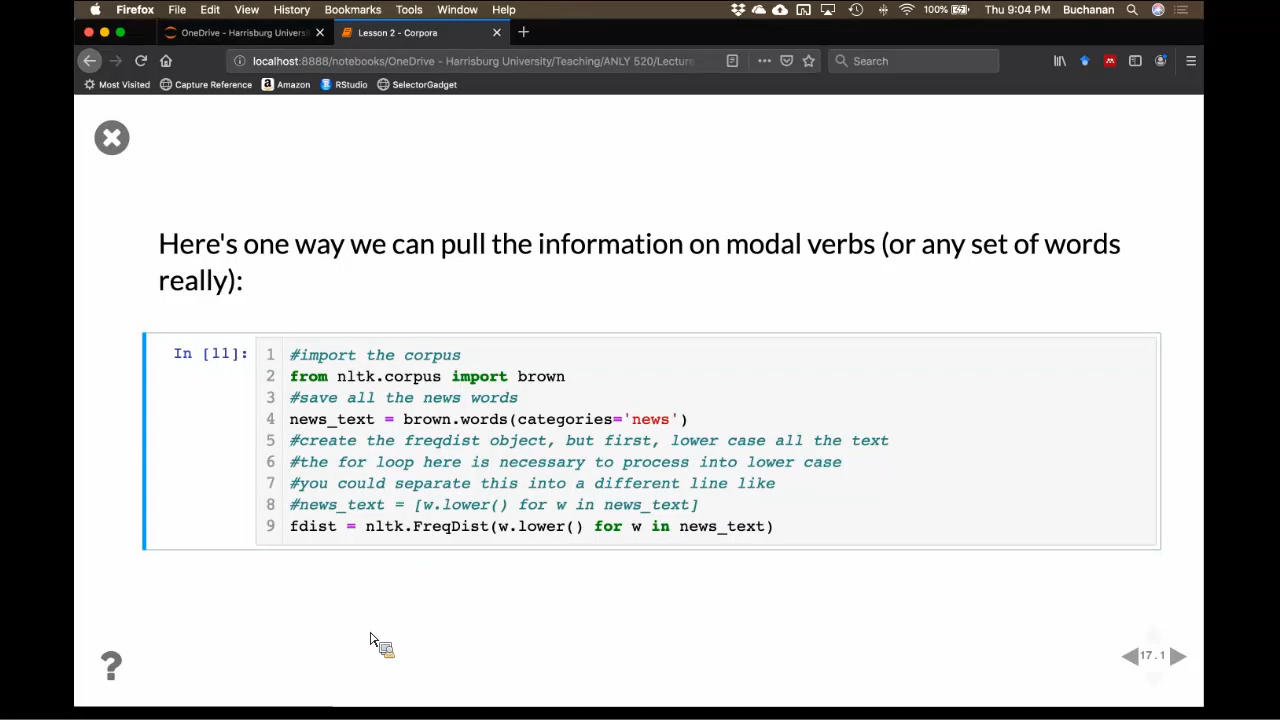 Firefox File Edit View History Bookmarks Tools Window Help 100% Thu 9:04 PM Buchanan
OneDrive - Harrisburg Universi Lesson 2 - Corpora
localhost:8888/notebooks/OneDrive - Harrisburg University/Teaching/ANLY 520/Lecture Search
Most Visited Capture Reference Amazon RStudio SelectorGadget
Here's one way we can pull the information on modal verbs (or any set of words
really):
In [11]:
1 #import the corpus
2 from nltk.corpus import brown
3 #save all the news words
4 news_text = brown.words(categories='news')
5 #create the freqdist object, but first, lower case all the text
6 #the for loop here is necessary to process into lower case
7 #you could separate this into a different line like
8 #news_text = [w.lower() for w in news_text]
9 fdist = nltk.FreqDist(w.lower() for w in news_text)
?
17.1